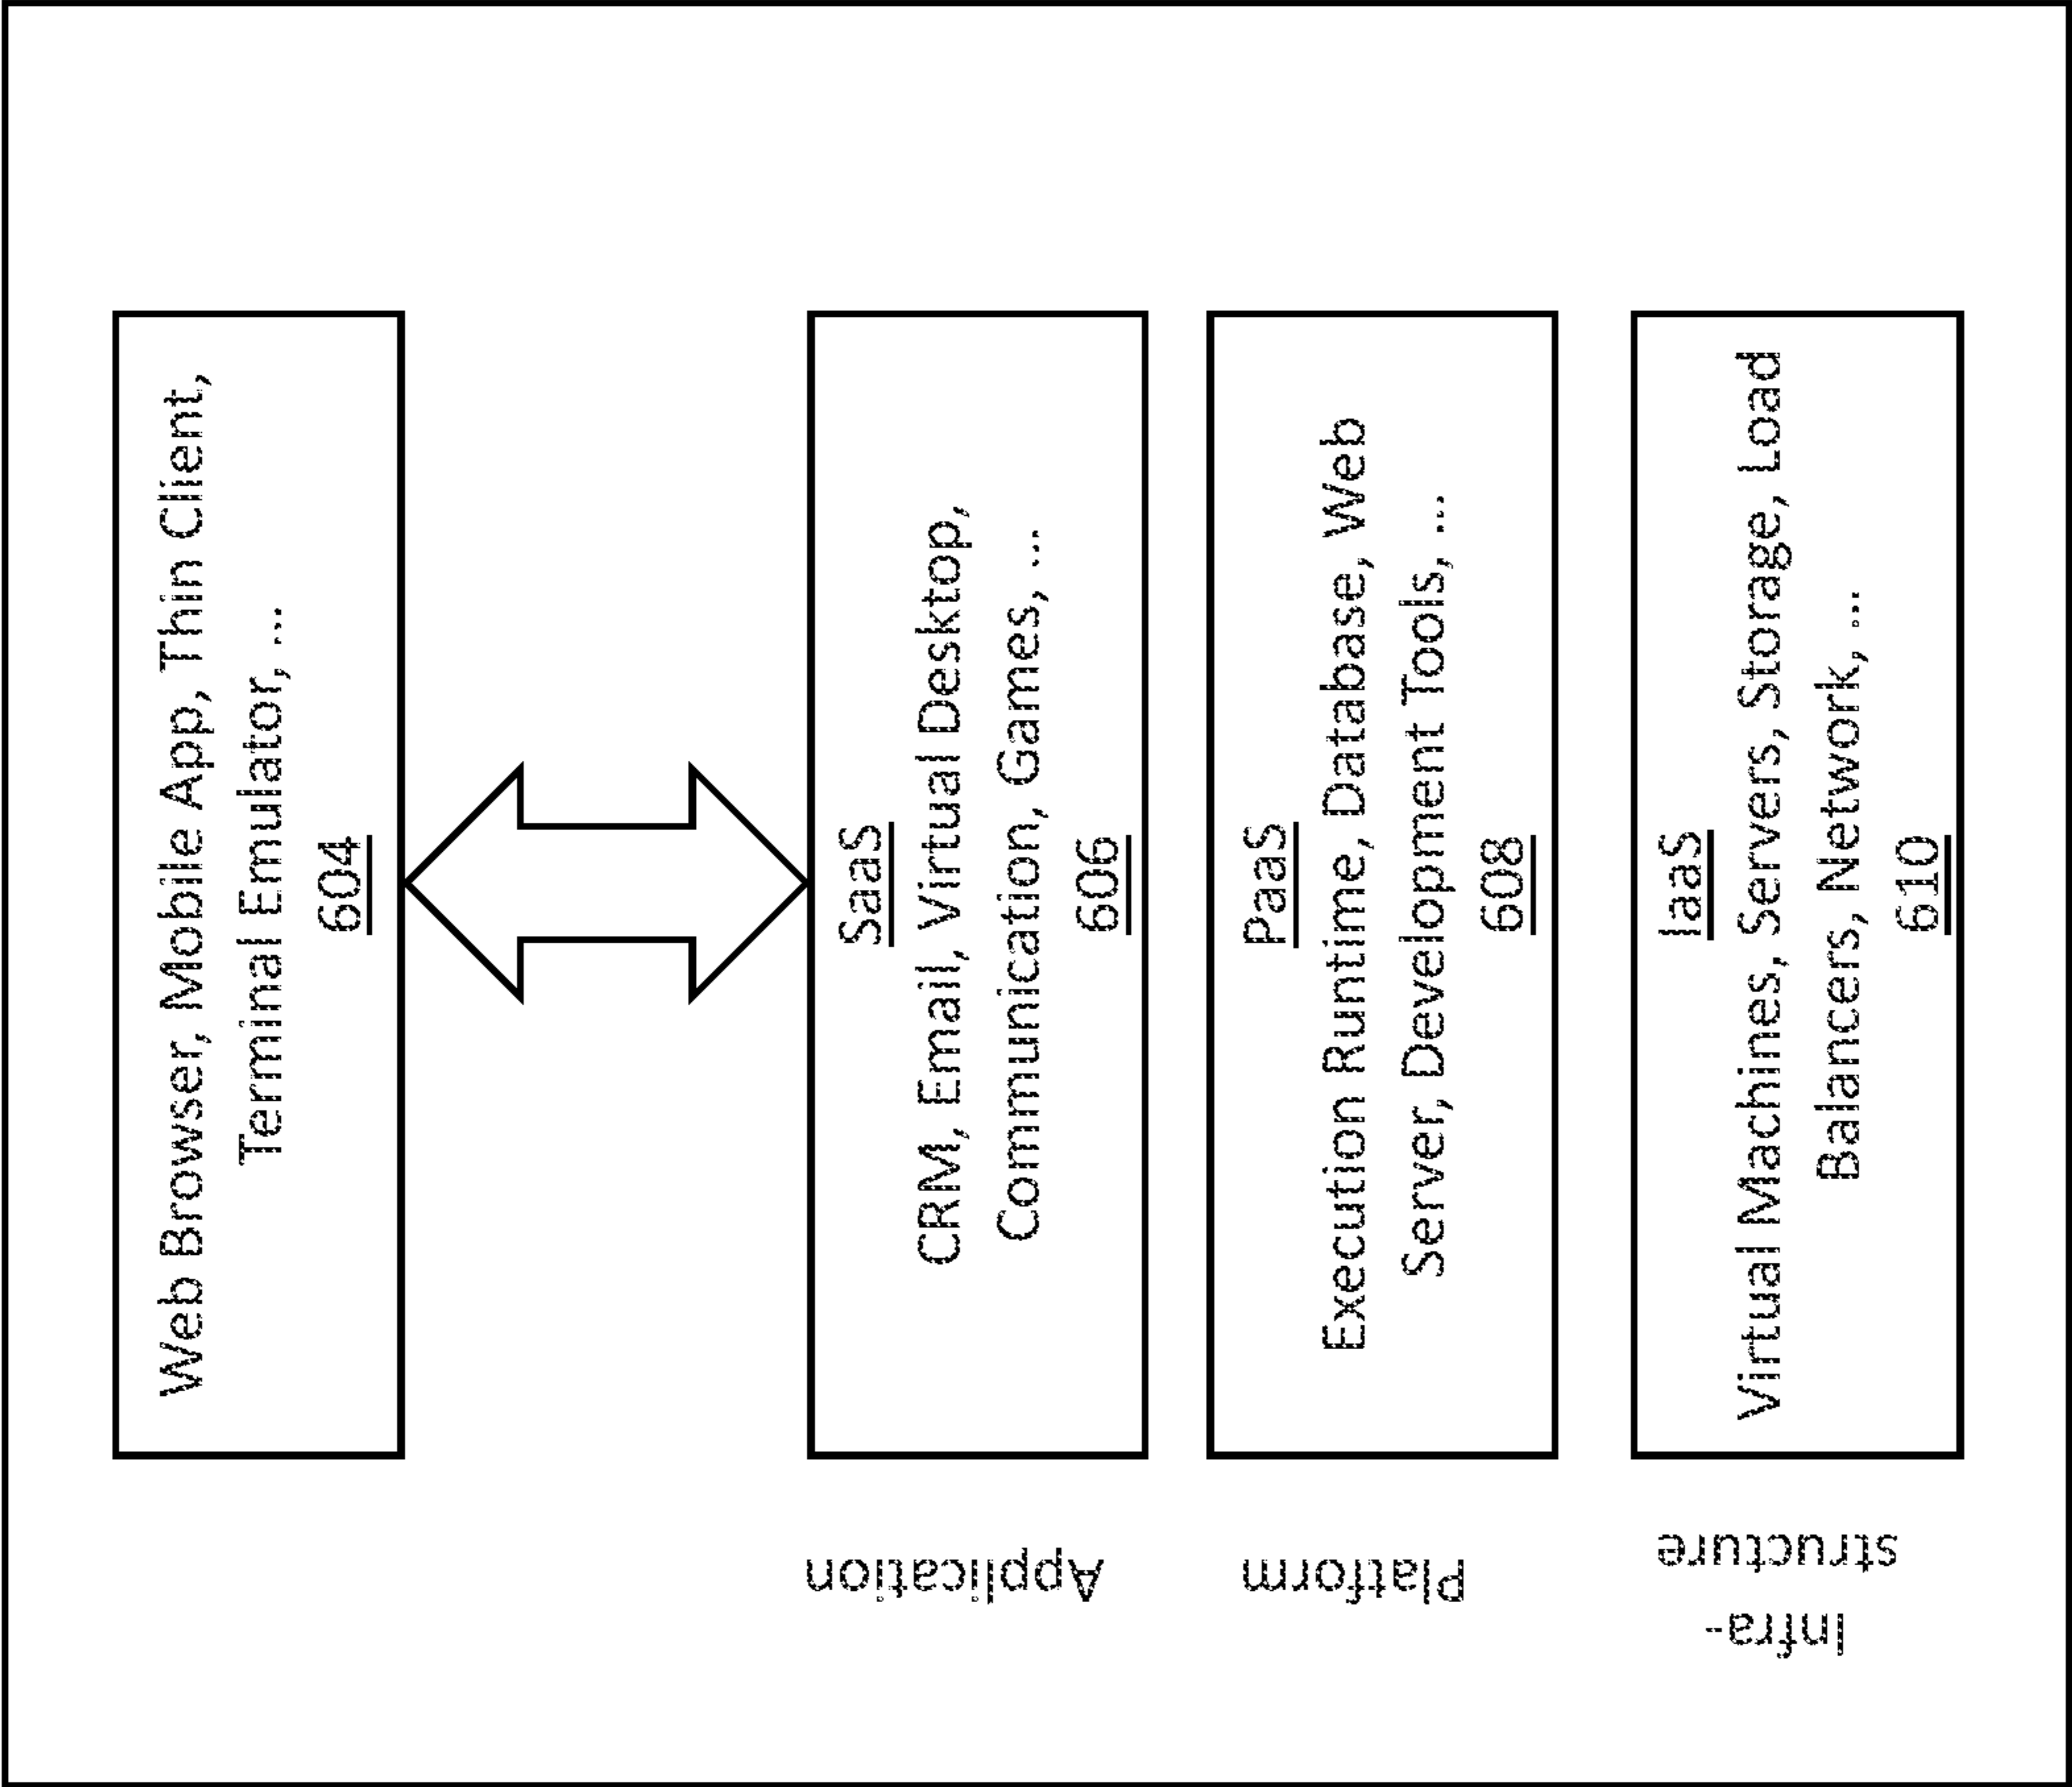 Web Browser, Mobile App, Thin Client,
Terminal Emulator, ...
604
SaaS
CRM, Email, Virtual Desktop,
Communication, Games, ...
606
Application
PaaS
Execution Runtime, Database, Web
Server, Development Tools, ...
608
Platform
IaaS
Virtual Machines, Servers, Storage, Load
Balancers, Network, ...
610
Infra-
structure